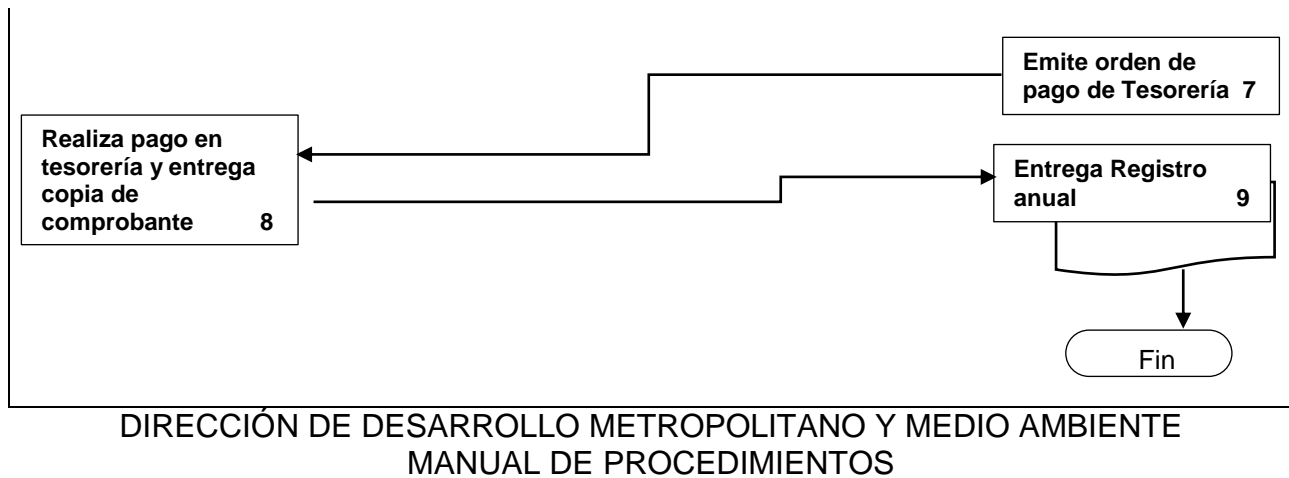 Emite orden de
pago de Tesorería 7
Realiza pago en
tesorería y entrega
copia de
comprobante 8
Entrega Registro
anual 9
Fin
DIRECCIÓN DE DESARROLLO METROPOLITANO Y MEDIO AMBIENTE
MANUAL DE PROCEDIMIENTOS